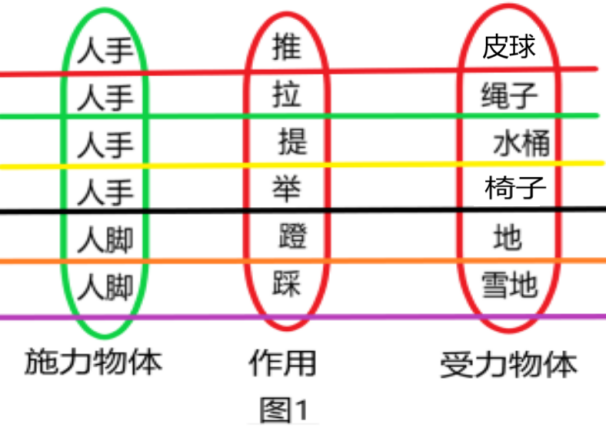 人手 推 皮球
人手 拉 绳子
人手 提 水桶
人手 举 椅子
人脚 蹬 地
人脚 踩 雪地
施力物体 作用 受力物体
图1